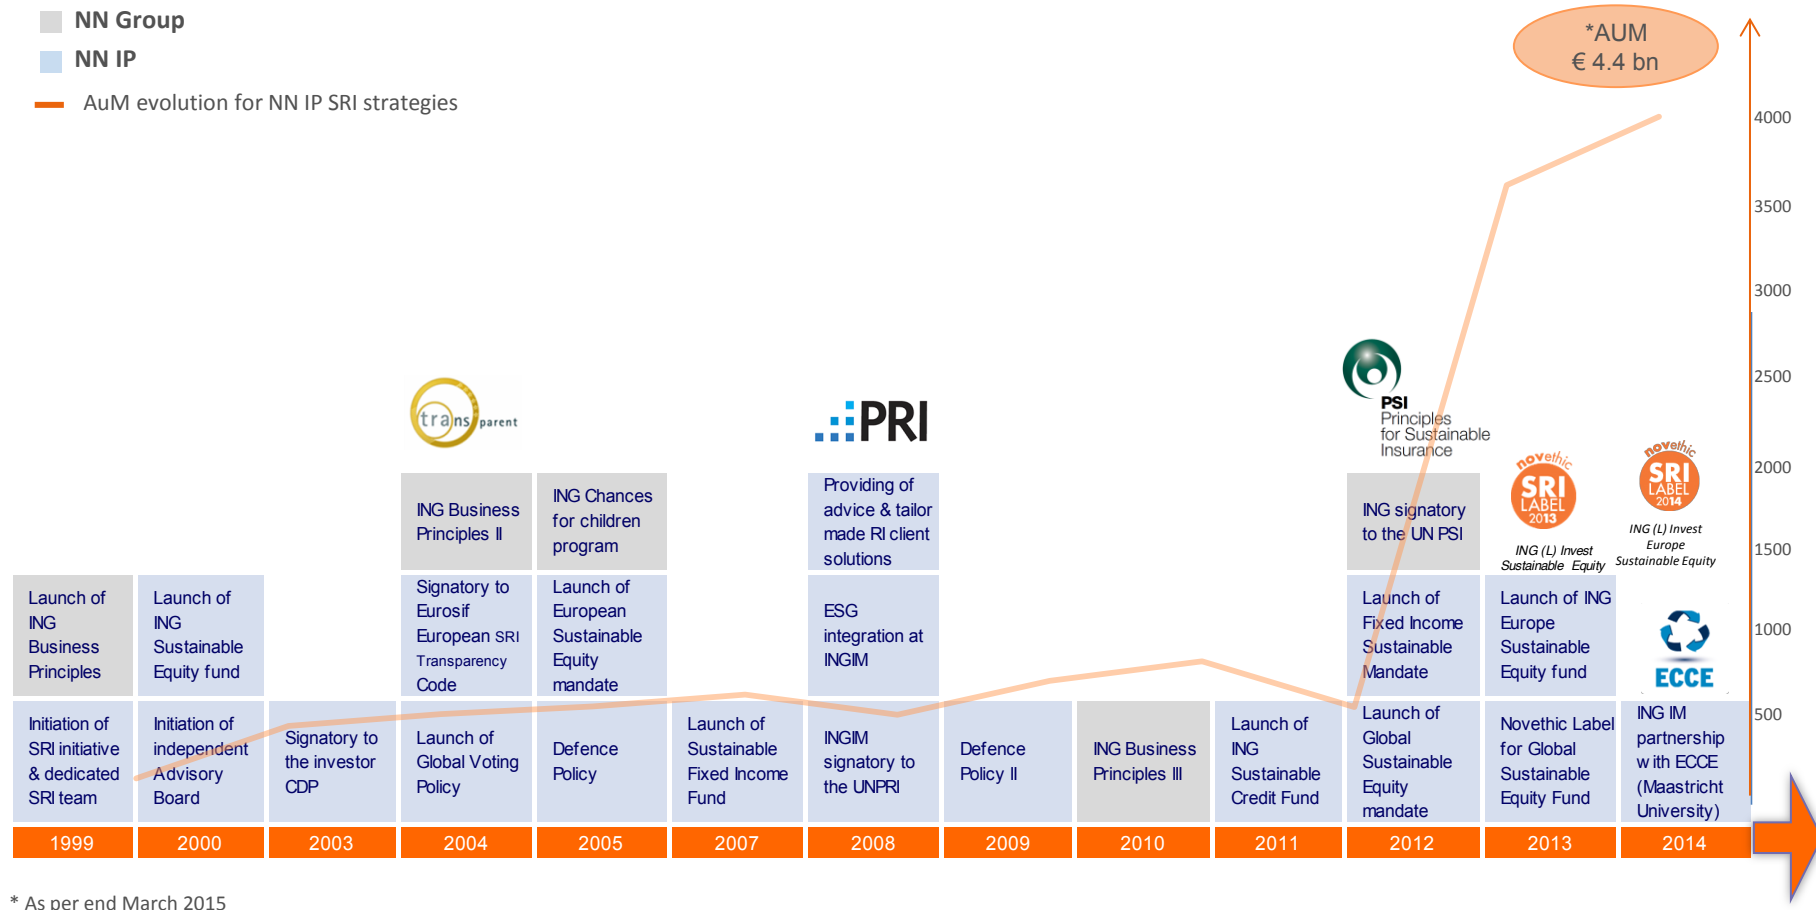 NN Group
NN IP
AuM evolution for NN IP SRI strategies
*AUM
€ 4.4 bn
4000
3500
3000
2500
2000
1500
1000
500
transparent
PRI
PSI
Principles
for Sustainable
Insurance
novethic
SRI
LABEL
2013
ING (L) Invest
Sustainable Equity
novethic
SRI
LABEL
2014
ING (L) Invest
Europe
Sustainable Equity
ECCE
ING Business
Principles II
ING Chances
for children
program
Providing of
advice & tailor
made RI client
solutions
ING signatory
to the UN PSI
Launch of
ING
Business
Principles
Launch of
ING
Sustainable
Equity fund
Signatory to
Eurosif
European SRI
Transparency
Code
Launch of
European
Sustainable
Equity
mandate
ESG
integration at
INGIM
Launch of
Fixed Income
Sustainable
Mandate
Launch of ING
Europe
Sustainable
Equity fund
Initiation of
SRI initiative
& dedicated
SRI team
Initiation of
independent
Advisory
Board
Signatory to
the investor
CDP
Launch of
Global Voting
Policy
Defence
Policy
Launch of
Sustainable
Fixed Income
Fund
INGIM
signatory to
the UNPRI
Defence
Policy II
ING Business
Principles III
Launch of
ING
Sustainable
Credit Fund
Launch of
Global
Sustainable
Equity
mandate
Novethic Label
for Global
Sustainable
Equity Fund
ING IM
partnership
with ECCE
(Maastricht
University)
1999
2000
2003
2004
2005
2007
2008
2009
2010
2011
2012
2013
2014
* As per end March 2015